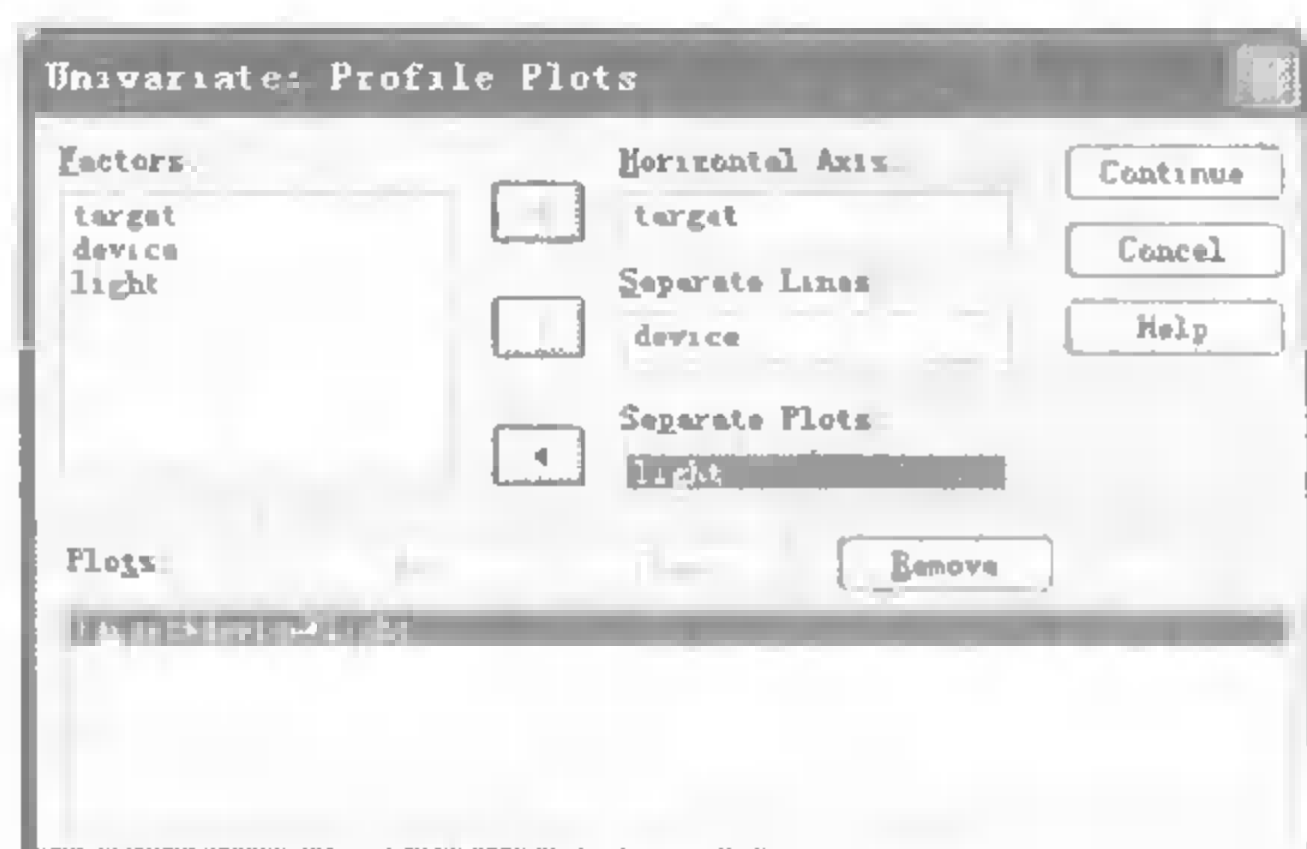 Univariate: Profile Plots
Factors:
target
device
light
Horizontal Axis:
target
Separate Lines
device
Separate Plots
light
Continue
Concel
Help
Plots:
Remove